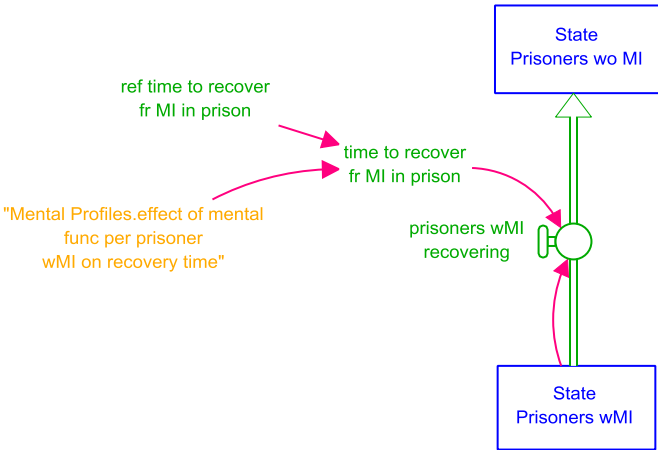 State
Prisoners wo MI
ref time to recover
fr MI in prison
time to recover
fr MI in prison
"Mental Profiles.effect of mental
func per prisoner
wMI on recovery time"
prisoners wMI
recovering
State
Prisoners wMI